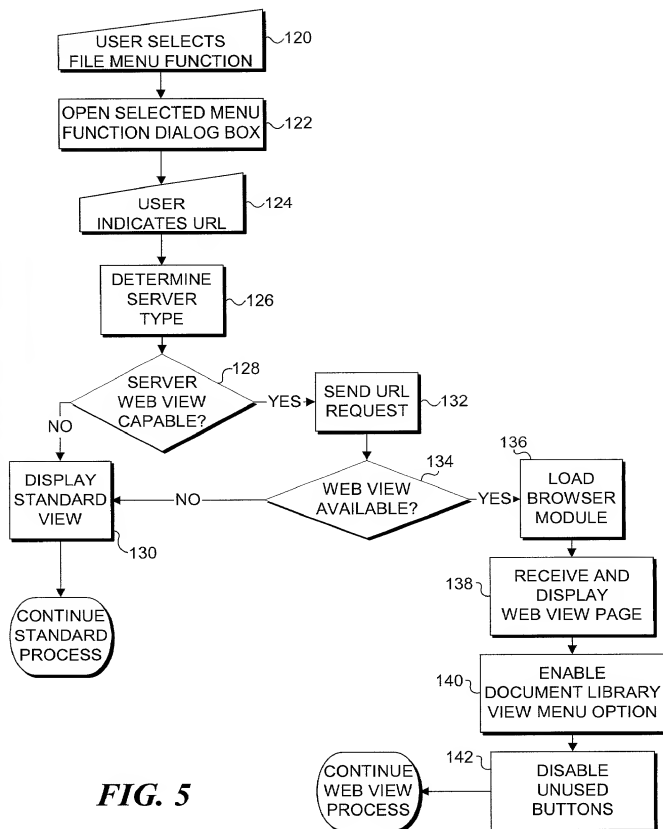 USER SELECTS
FILE MENU FUNCTION
120
OPEN SELECTED MENU
FUNCTION DIALOG BOX
122
USER
INDICATES URL
124
DETERMINE
SERVER
TYPE
126
128
SERVER
WEB VIEW
CAPABLE?
YES
NO
SEND URL
REQUEST
132
134
WEB VIEW
AVAILABLE?
NO
YES
DISPLAY
STANDARD
VIEW
130
CONTINUE
STANDARD
PROCESS
136
LOAD
BROWSER
MODULE
138
RECEIVE AND
DISPLAY
WEB VIEW PAGE
140
ENABLE
DOCUMENT LIBRARY
VIEW MENU OPTION
142
DISABLE
UNUSED
BUTTONS
CONTINUE
WEB VIEW
PROCESS
FIG. 5